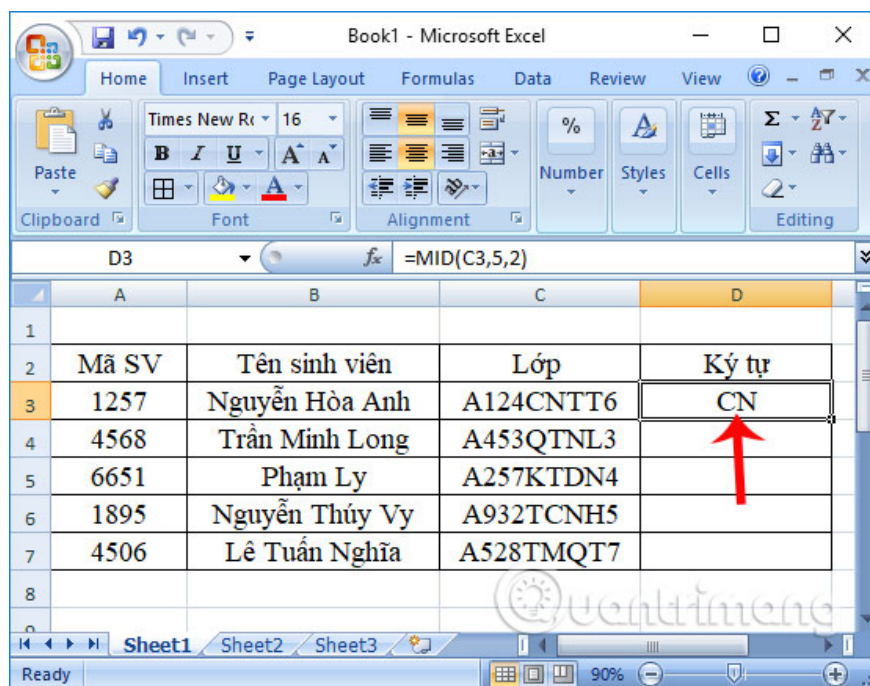 Book1 - Microsoft Excel
Home Insert Page Layout Formulas Data Review View
Paste
Times New Ro 16
B I U A A
A
%
Number
Styles
Cells
Σ
Clipboard Font Alignment Editing
D3 fx =MID(C3,5,2)
A B C D
1
2 Mã SV Tên sinh viên Lớp Ký tự
3 1257 Nguyễn Hòa Anh A124CNTT6 CN
4 4568 Trần Minh Long A453QTNL3
5 6651 Phạm Ly A257KTDN4
6 1895 Nguyễn Thúy Vy A932TCNH5
7 4506 Lê Tuấn Nghĩa A528TMQT7
8
Quantrimang
Sheet1 Sheet2 Sheet3
Ready 90%